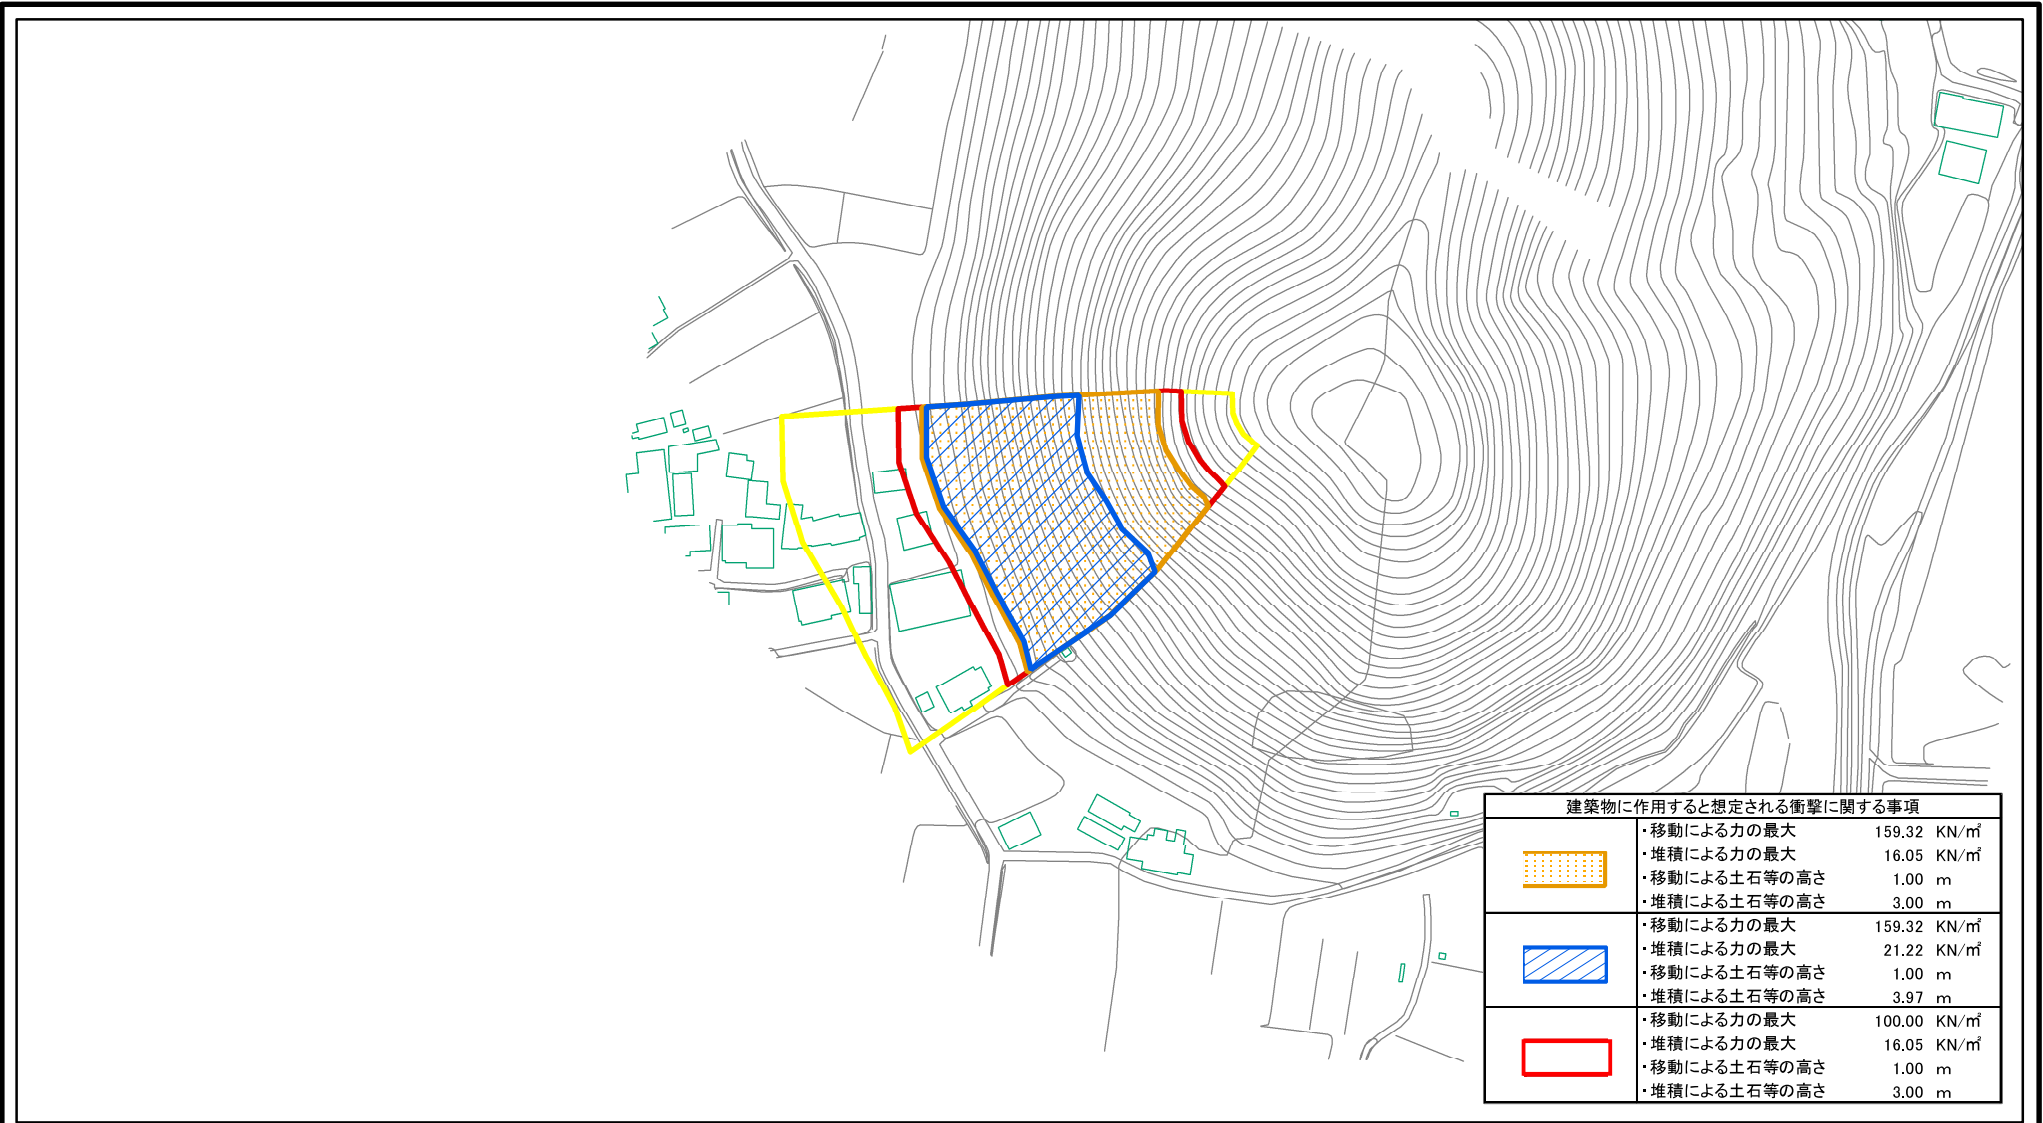 建築物に作用すると想定される衝撃に関する事項
・移動による力の最大 159.32 KN/㎡
・堆積による力の最大 16.05 KN/㎡
・移動による土石等の高さ 1.00 m
・堆積による土石等の高さ 3.00 m
・移動による力の最大 159.32 KN/㎡
・堆積による力の最大 21.22 KN/㎡
・移動による土石等の高さ 1.00 m
・堆積による土石等の高さ 3.97 m
・移動による力の最大 100.00 KN/㎡
・堆積による力の最大 16.05 KN/㎡
・移動による土石等の高さ 1.00 m
・堆積による土石等の高さ 3.00 m